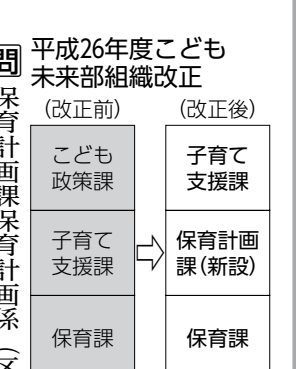 平成26年度こども
未来部組織改正
（改正前）
（改正後）
こども
政策課
子育て
支援課
子育て
支援課
保育計画
課（新設）
保育課
保育課
問
保育計画課保育計画係（区